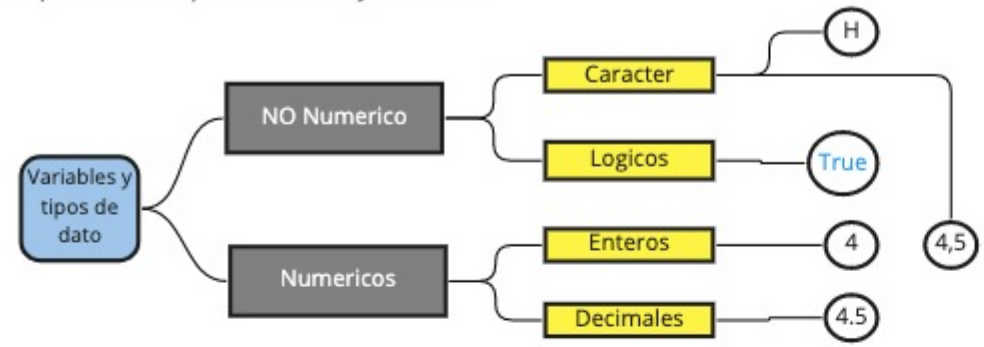 H
Caracter
NO Numerico
Logicos
True
Variables y
tipos de
dato
Enteros
4
4,5
Numericos
Decimales
4.5